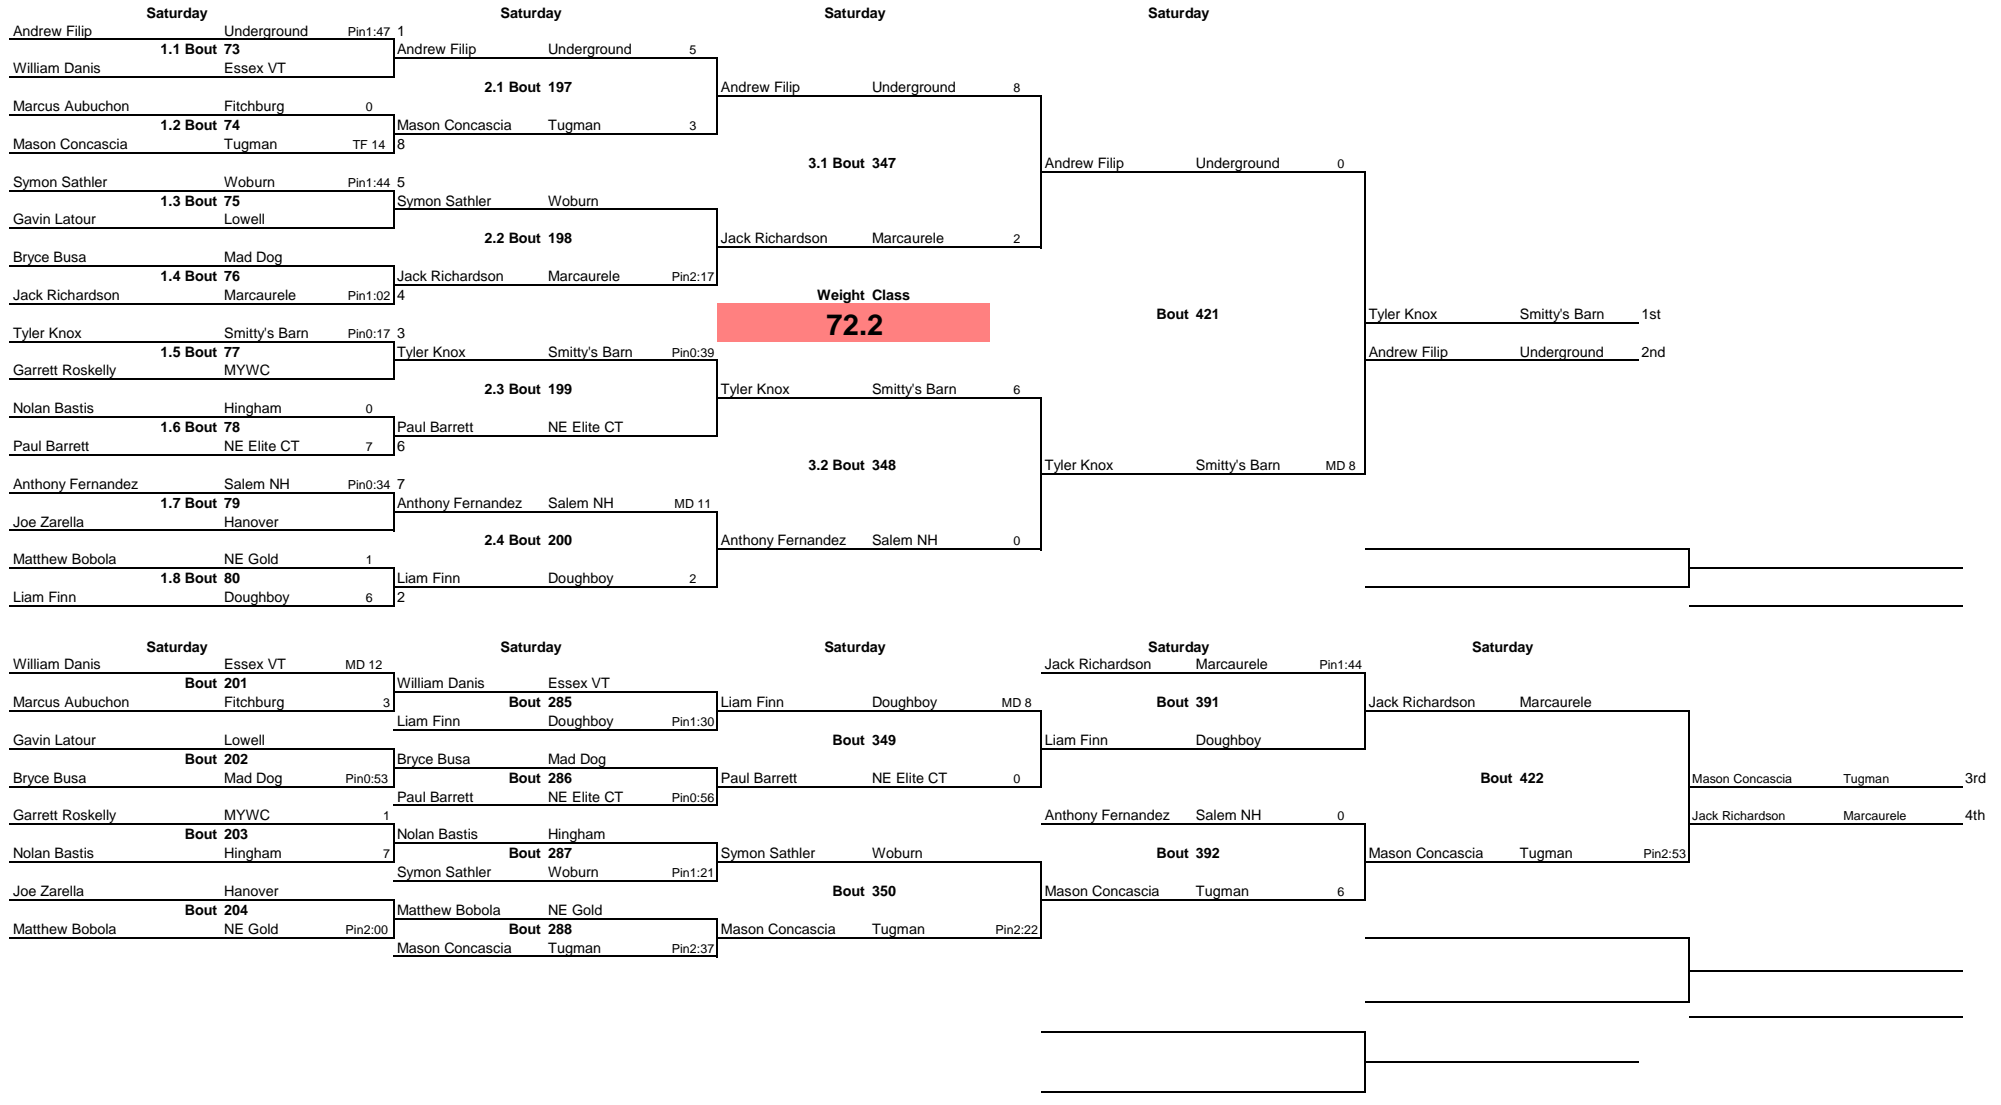 Saturday Saturday Saturday Saturday
Andrew Filip Underground Pin1:47 1
1.1 Bout 73 Andrew Filip Underground 5
William Danis Essex VT
2.1 Bout 197 Andrew Filip Underground 8
Marcus Aubuchon Fitchburg 0
1.2 Bout 74 Mason Concascia Tugman 3
Mason Concascia Tugman TF 14 8
3.1 Bout 347 Andrew Filip Underground 0
Symon Sathler Woburn Pin1:44 5
1.3 Bout 75 Symon Sathler Woburn
Gavin Latour Lowell
2.2 Bout 198 Jack Richardson Marcaurele 2
Bryce Busa Mad Dog
1.4 Bout 76 Jack Richardson Marcaurele Pin2:17
Jack Richardson Marcaurele Pin1:02 4 Weight Class
Bout 421 Tyler Knox Smitty's Barn 1st
72.2
Tyler Knox Smitty's Barn Pin0:17 3
1.5 Bout 77 Tyler Knox Smitty's Barn Pin0:39 Andrew Filip Underground 2nd
Garrett Roskelly MYWC
2.3 Bout 199 Tyler Knox Smitty's Barn 6
Nolan Bastis Hingham 0
1.6 Bout 78 Paul Barrett NE Elite CT
Paul Barrett NE Elite CT 7 6
3.2 Bout 348 Tyler Knox Smitty's Barn MD 8
Anthony Fernandez Salem NH Pin0:34 7
1.7 Bout 79 Anthony Fernandez Salem NH MD 11
Joe Zarella Hanover
2.4 Bout 200 Anthony Fernandez Salem NH 0
Matthew Bobola NE Gold 1
1.8 Bout 80 Liam Finn Doughboy 2
Liam Finn Doughboy 6 2
Saturday Saturday Saturday Saturday Saturday
William Danis Essex VT MD 12 Jack Richardson Marcaurele Pin1:44
Bout 201 William Danis Essex VT
Marcus Aubuchon Fitchburg 3 Bout 285 Liam Finn Doughboy MD 8 Bout 391 Jack Richardson Marcaurele
Liam Finn Doughboy Pin1:30
Gavin Latour Lowell Bout 349 Liam Finn Doughboy
Bout 202 Bryce Busa Mad Dog
Bryce Busa Mad Dog Pin0:53 Bout 286 Paul Barrett NE Elite CT 0 Bout 422 Mason Concascia Tugman 3rd
Paul Barrett NE Elite CT Pin0:56
Garrett Roskelly MYWC 1 Anthony Fernandez Salem NH 0 Jack Richardson Marcaurele 4th
Bout 203 Nolan Bastis Hingham
Nolan Bastis Hingham 7 Bout 287 Symon Sathler Woburn Bout 392 Mason Concascia Tugman Pin2:53
Symon Sathler Woburn Pin1:21
Joe Zarella Hanover Bout 350 Mason Concascia Tugman 6
Bout 204 Matthew Bobola NE Gold
Matthew Bobola NE Gold Pin2:00 Bout 288 Mason Concascia Tugman Pin2:22
Mason Concascia Tugman Pin2:37